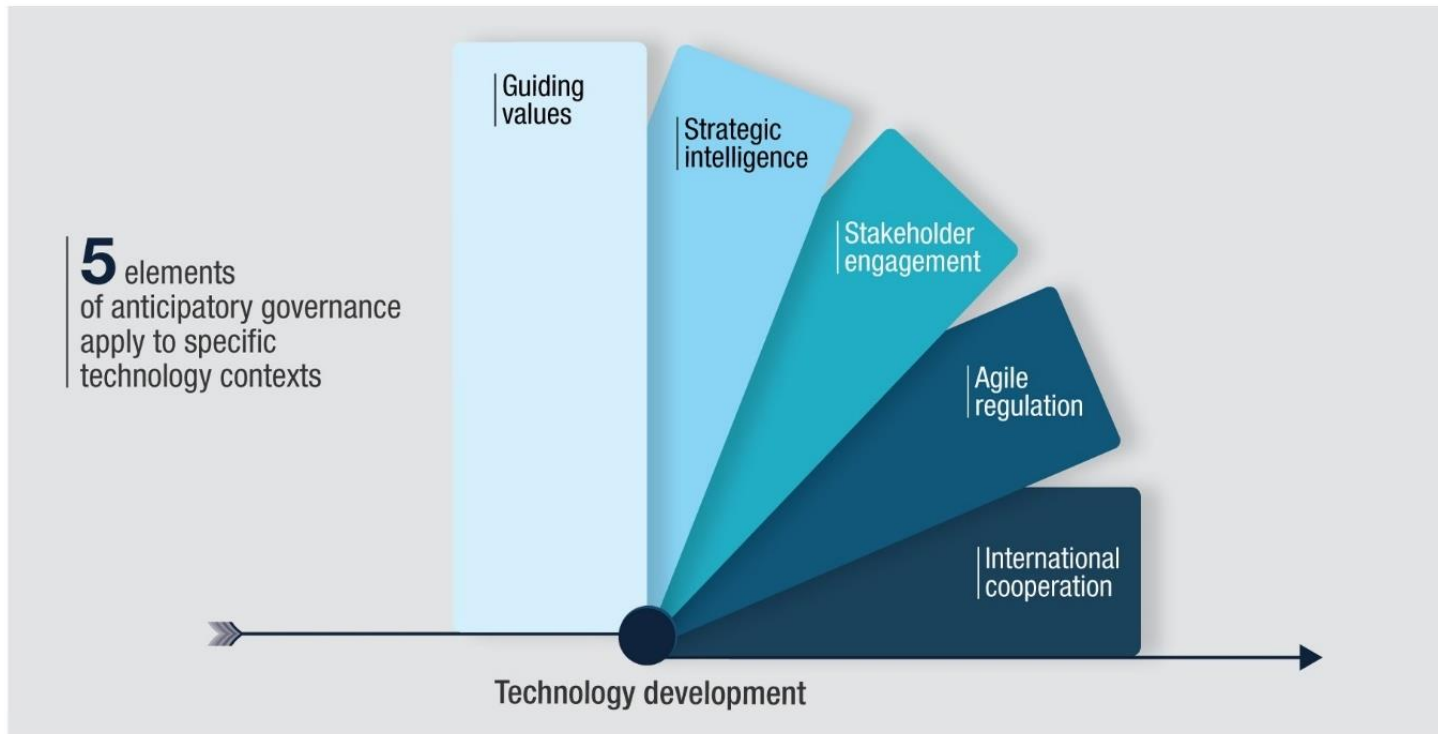 Guiding
values
Strategic
intelligence
Stakeholder
engagement
5 elements
of anticipatory governance
apply to specific
technology contexts
Agile
regulation
International
cooperation
Technology development